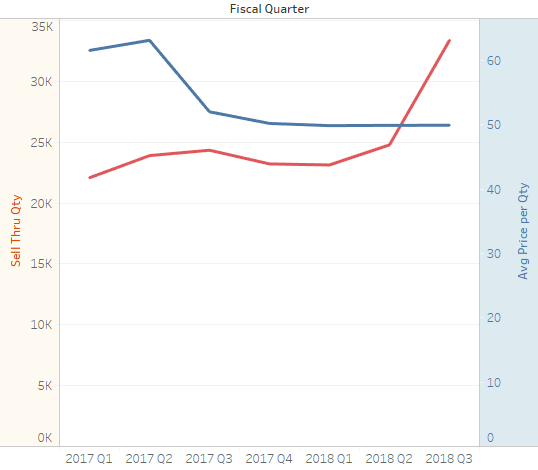 Fiscal Quarter
35K
30K
25K
20K
15K
10K
5K
0K
Sell Thru Qty
60
50
40
30
20
10
0
Avg Price per Qty
2017 Q1 2017 Q2 2017 Q3 2017 Q4 2018 Q1 2018 Q2 2018 Q3